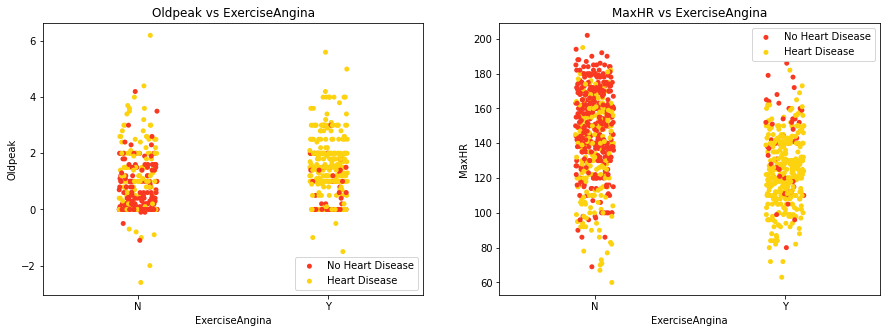 Oldpeak vs ExerciseAngina
6
4
2
0
−2
Oldpeak
No Heart Disease
Heart Disease
N
Y
ExerciseAngina
MaxHR vs ExerciseAngina
200
180
160
140
120
100
80
60
MaxHR
No Heart Disease
Heart Disease
N
Y
ExerciseAngina